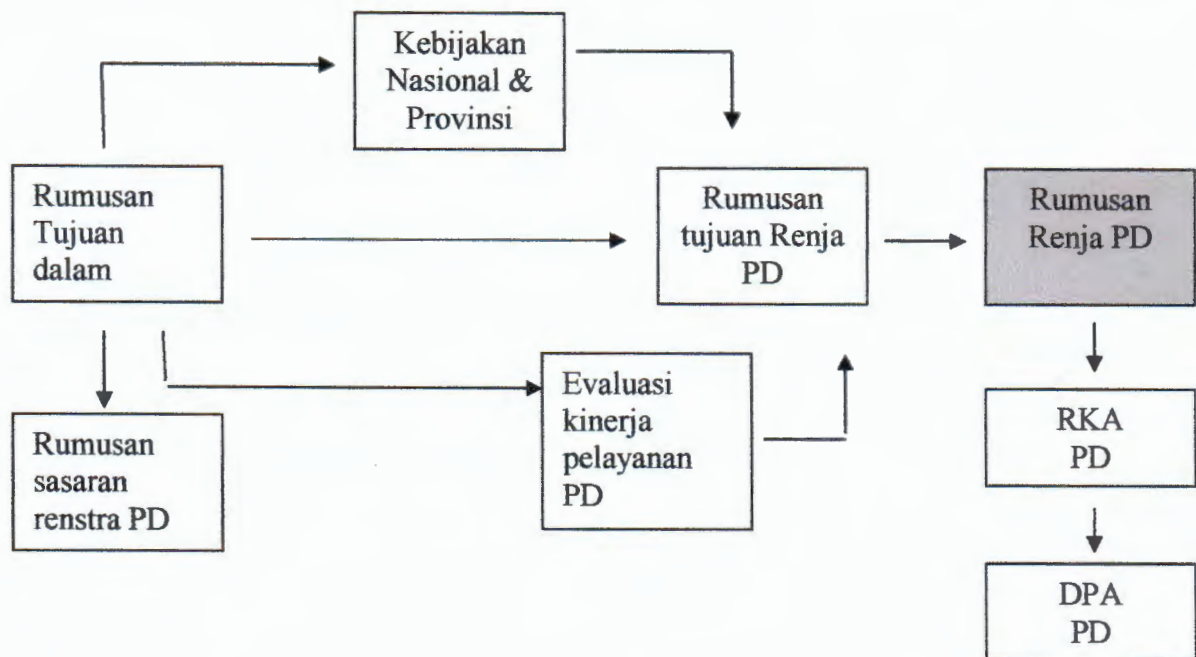 Kebijakan
Nasional &
Provinsi
Rumusan
Tujuan
dalam
Rumusan
tujuan Renja
PD
Rumusan
Renja PD
Rumusan
sasaran
renstra PD
Evaluasi
kinerja
pelayanan
PD
RKA
PD
DPA
PD